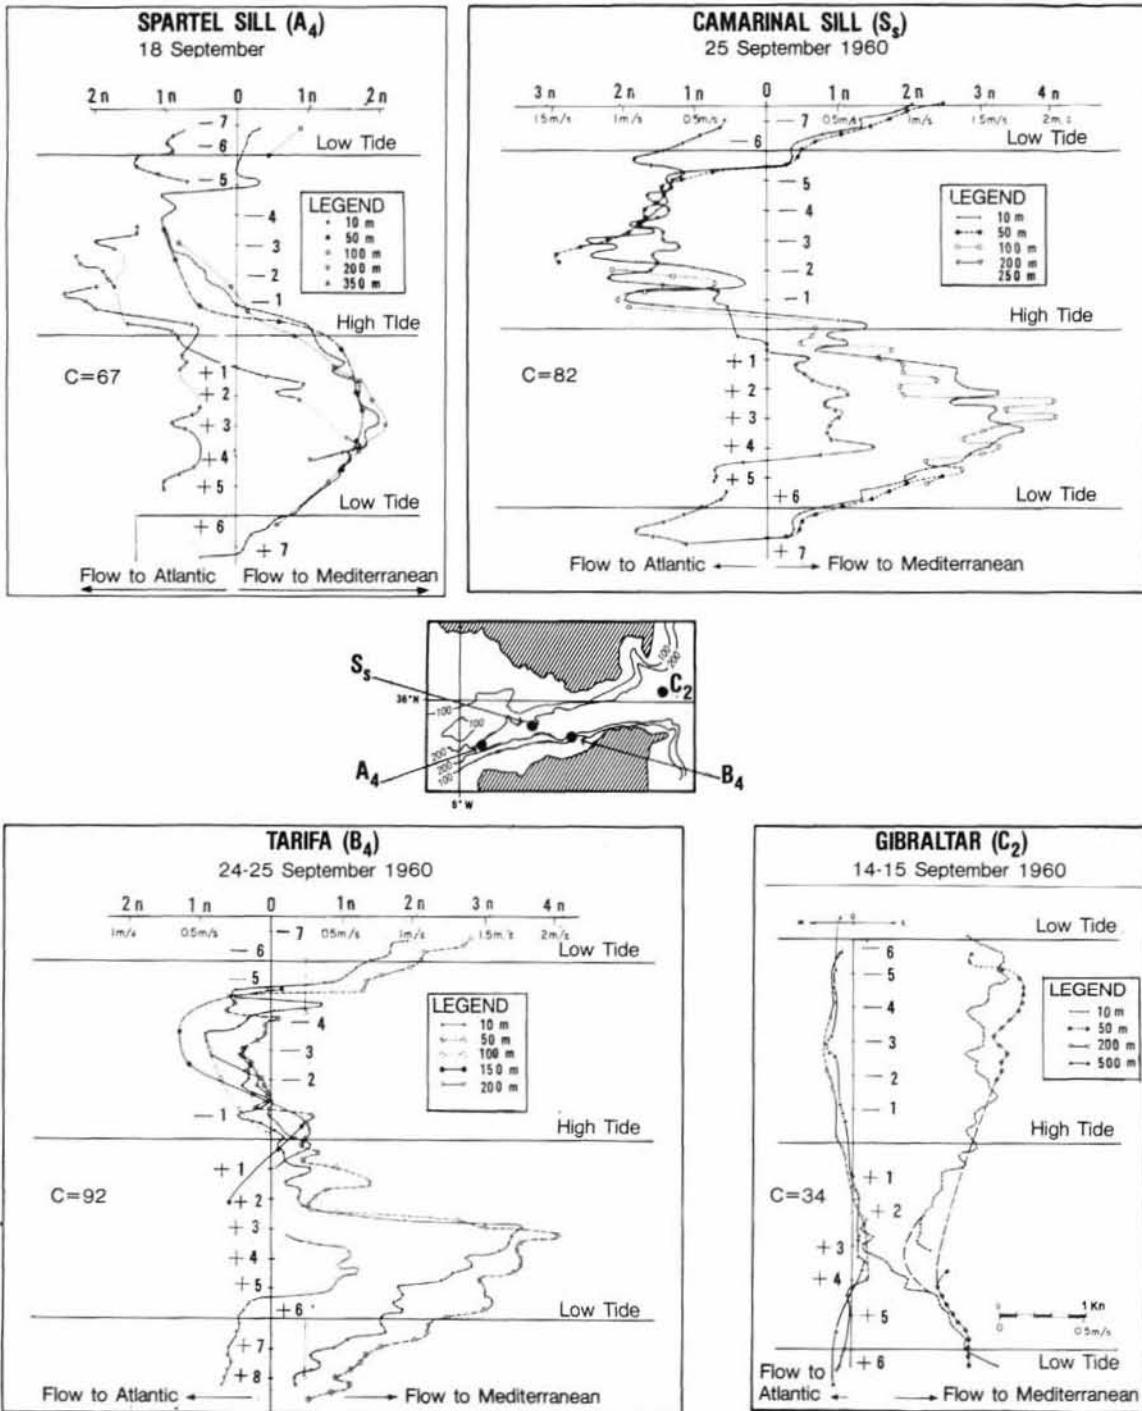 SPARTEL SILL (A4)
18 September
2 n 1 n 0 1 n 2 n
— 7
— 6
Low Tide
— 5
— 4
— 3
— 2
— 1
LEGEND
10 m
50 m
100 m
200 m
350 m
High Tide
C=67
+ 1
+ 2
+ 3
+ 4
+ 5
Low Tide
+ 6
+ 7
Flow to Atlantic Flow to Mediterranean
CAMARINAL SILL (Ss)
25 September 1960
3 n 2 n 1 n 0 1 n 2 n 3 n 4 n
1.5m/s 1m/s 0.5m/s 0.5m/s 1m/s 1.5m/s
— 7
— 6
Low Tide
— 5
— 4
— 3
— 2
— 1
LEGEND
10 m
50 m
100 m
200 m
250 m
High Tide
C=82
+ 1
+ 2
+ 3
+ 4
+ 5
+ 6
Low Tide
+ 7
Flow to Atlantic Flow to Mediterranean
Ss
C2
36°N
100
200
100
100
200
200
100
A4
B4
TARIFA (B4)
24-25 September 1960
2 n 1 n 0 1 n 2 n 3 n 4 n
1m/s 0.5m/s 0.5m/s 1m/s 1.5m/s 2m/s
— 7
— 6
Low Tide
— 5
— 4
— 3
— 2
— 1
LEGEND
10 m
50 m
100 m
150 m
200 m
High Tide
C=92
+ 1
+ 2
+ 3
+ 4
+ 5
+ 6
Low Tide
+ 7
+ 8
Flow to Atlantic Flow to Mediterranean
GIBRALTAR (C2)
14-15 September 1960
Low Tide
— 6
— 5
— 4
— 3
— 2
— 1
LEGEND
10 m
50 m
200 m
500 m
High Tide
C=34
+ 1
+ 2
+ 3
+ 4
+ 5
+ 6
1 Kn
0.5m/s
Low Tide
Flow to
Atlantic Flow to Mediterranean